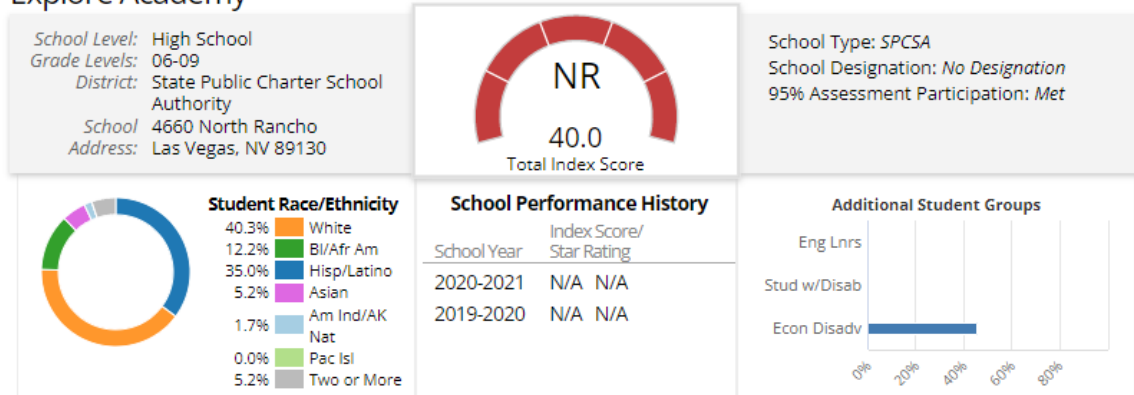 Explore Academy
School Level: High School
Grade Levels: 06-09
District: State Public Charter School
Authority
School 4660 North Rancho
Address: Las Vegas, NV 89130
NR
40.0
Total Index Score
School Type: SPCSA
School Designation: No Designation
95% Assessment Participation: Met
Student Race/Ethnicity
40.3% White
12.2% Bl/Afr Am
35.0% Hisp/Latino
5.2% Asian
1.7% Am Ind/AK
Nat
0.0% Pac Isl
5.2% Two or More
School Performance History
School Year Index Score/
Star Rating
2020-2021 N/A N/A
2019-2020 N/A N/A
Additional Student Groups
Eng Lnrs
Stud w/Disab
Econ Disadv
0% 20% 40% 60% 80%